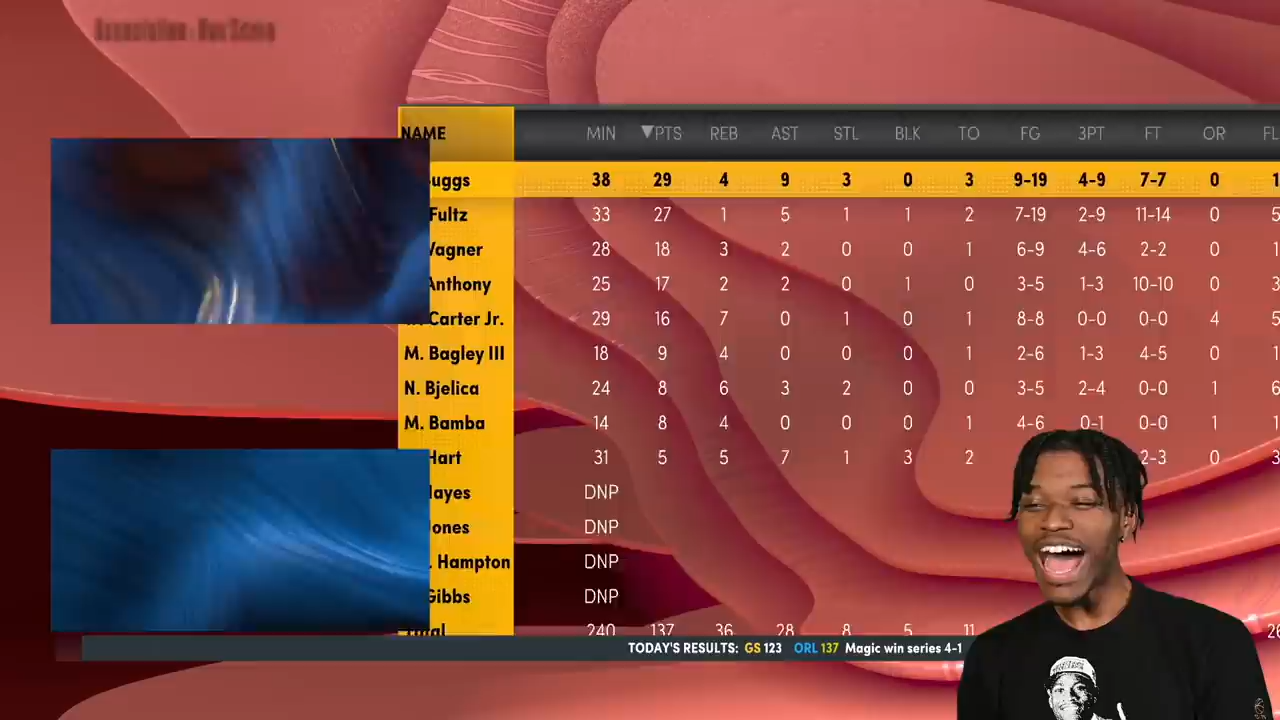 NAME MIN ▼PTS REB AST STL BLK TO FG 3PT FT OR FL
uggs 38 29 4 9 3 0 3 9-19 4-9 7-7 0 1
Fultz 33 27 1 5 1 1 2 7-19 2-9 11-14 0 5
Vagner 28 18 3 2 0 0 1 6-9 4-6 2-2 0 1
Anthony 25 17 2 2 0 1 0 3-5 1-3 10-10 0 3
Carter Jr. 29 16 7 0 1 0 1 8-8 0-0 0-0 4 5
M. Bagley III 18 9 4 0 0 0 1 2-6 1-3 4-5 0 1
N. Bjelica 24 8 6 3 2 0 0 3-5 2-4 0-0 1 6
M. Bamba 14 8 4 0 0 0 1 4-6 0-1 0-0 1 1
Hart 31 5 5 7 1 3 2 2-3 0 3
Hayes DNP
Jones DNP
Hampton DNP
Gibbs DNP
240 137 36 28 8 5 11
TODAY'S RESULTS: GS 123 ORL 137 Magic win series 4-1